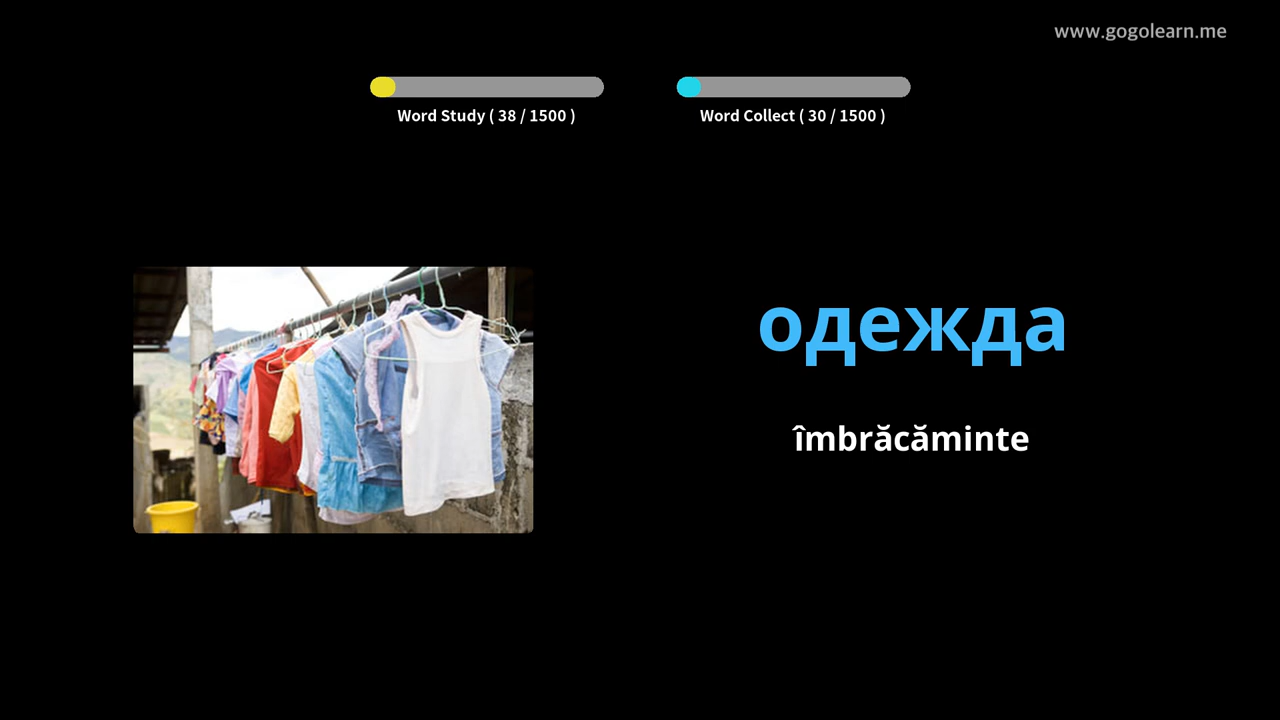 www.gogolearn.me
Word Study ( 38 / 1500 )
Word Collect ( 30 / 1500 )
одежда
îmbrăcăminte